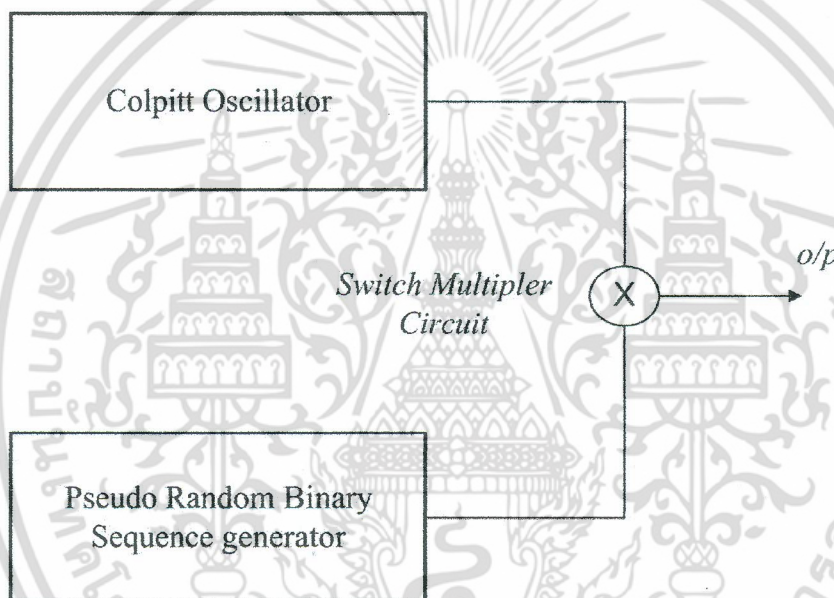 Colpitt Oscillator
o/p
Switch Multipler
Circuit
X
Pseudo Random Binary
Sequence generator